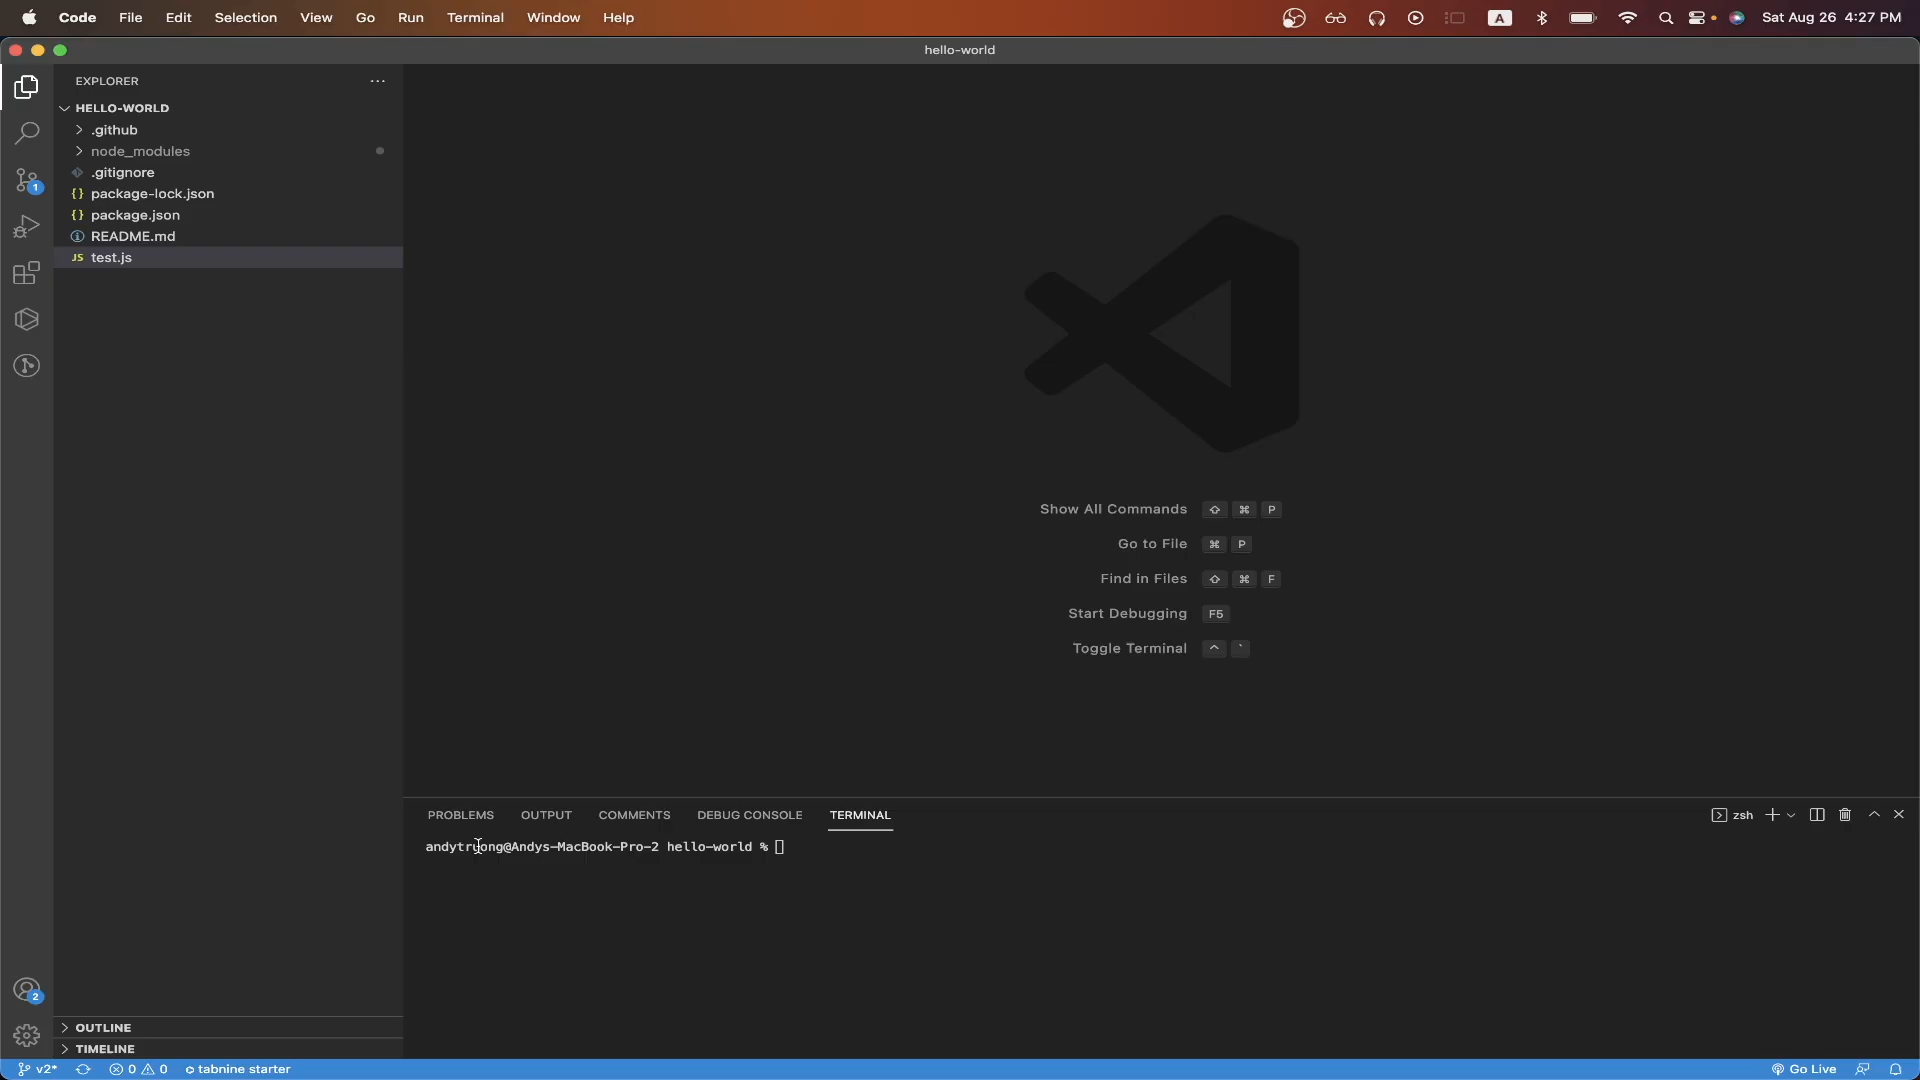 Code File Edit Selection View Go Run Terminal Window Help A Sat Aug 26 4:27 PM
hello-world
EXPLORER
HELLO-WORLD
.github
node_modules
.gitignore
{} package-lock.json
{} package.json
README.md
JS test.js
1
Show All Commands ⇧ ⌘ P
Go to File ⌘ P
Find in Files ⇧ ⌘ F
Start Debugging F5
Toggle Terminal ^ `
PROBLEMS OUTPUT COMMENTS DEBUG CONSOLE TERMINAL zsh
andytruong@Andys-MacBook-Pro-2 hello-world %
2
OUTLINE
TIMELINE
v2* 0 0 tabnine starter Go Live